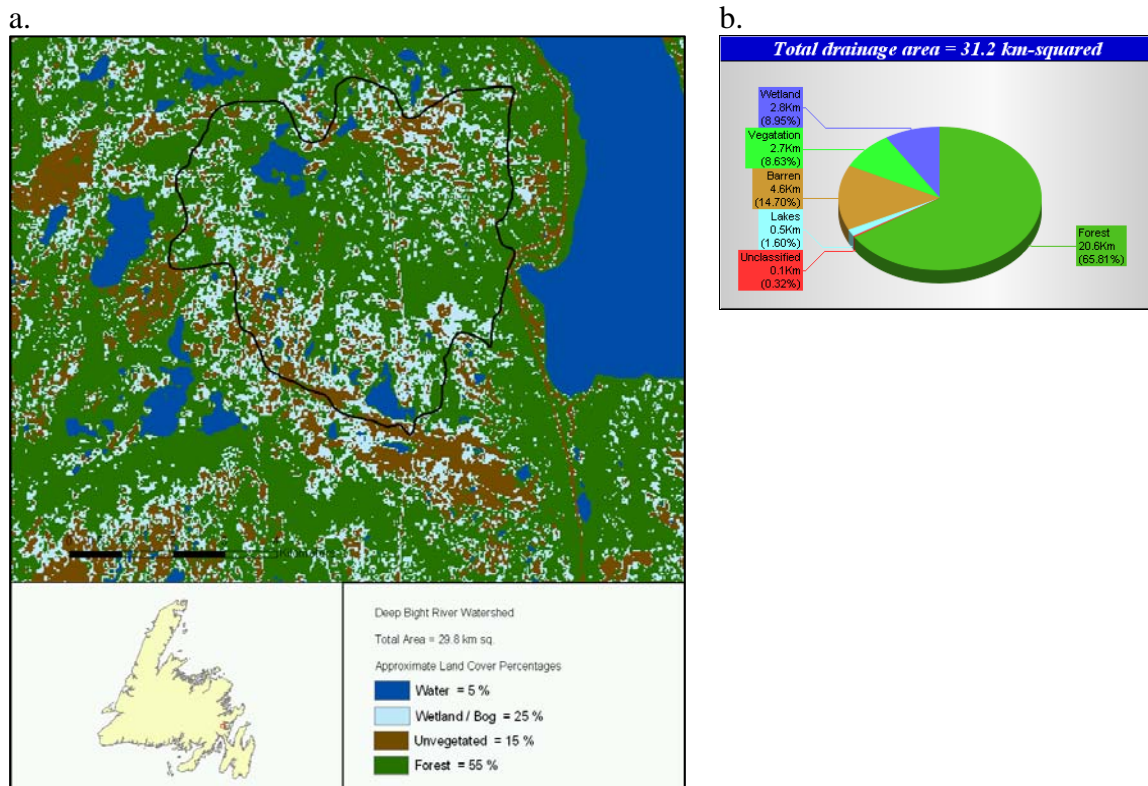 a.
b.
Total drainage area = 31.2 km-squared
Wetland
2.8Km
(8.95%)
Vegatation
2.7Km
(8.63%)
Barren
4.6Km
(14.70%)
Lakes
0.5Km
(1.60%)
Unclassified
0.1Km
(0.32%)
Forest
20.6Km
(65.81%)
Deep Bight River Watershed
Total Area = 29.8 km sq.
Approximate Land Cover Percentages
Water = 5 %
Wetland / Bog = 25 %
Unvegetated = 15 %
Forest = 55 %